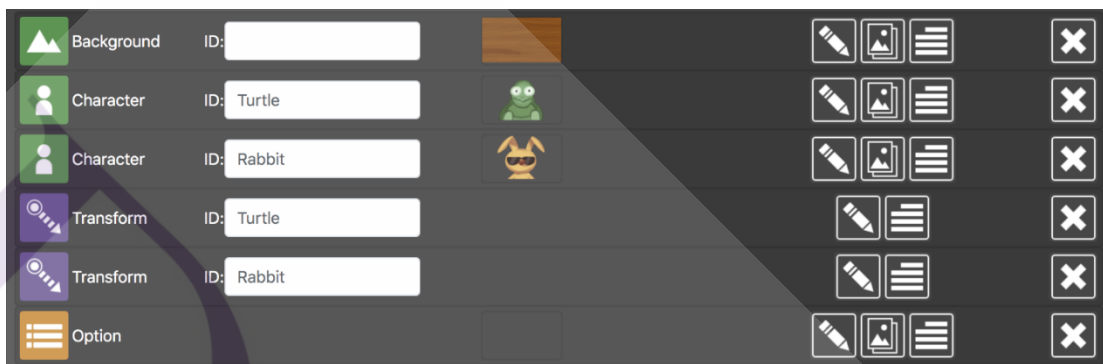 Background ID:
Character ID: Turtle
Character ID: Rabbit
Transform ID: Turtle
Transform ID: Rabbit
Option